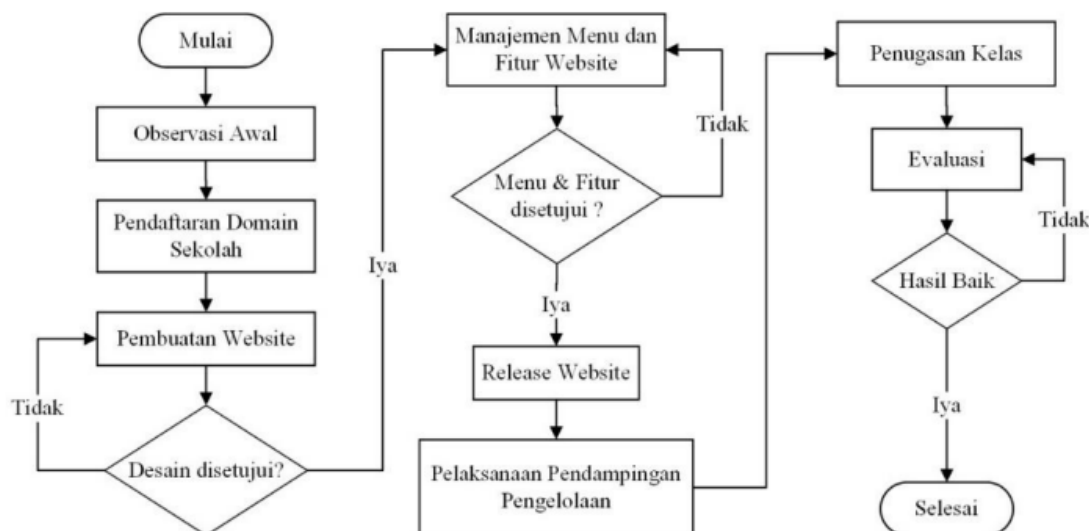 Mulai
Observasi Awal
Pendaftaran Domain
Sekolah
Pembuatan Website
Tidak
Desain disetujui?
Iya
Manajemen Menu dan
Fitur Website
Tidak
Menu & Fitur
disetujui ?
Iya
Release Website
Pelaksanaan Pendampingan
Pengelolaan
Penugasan Kelas
Evaluasi
Tidak
Hasil Baik
Iya
Selesai